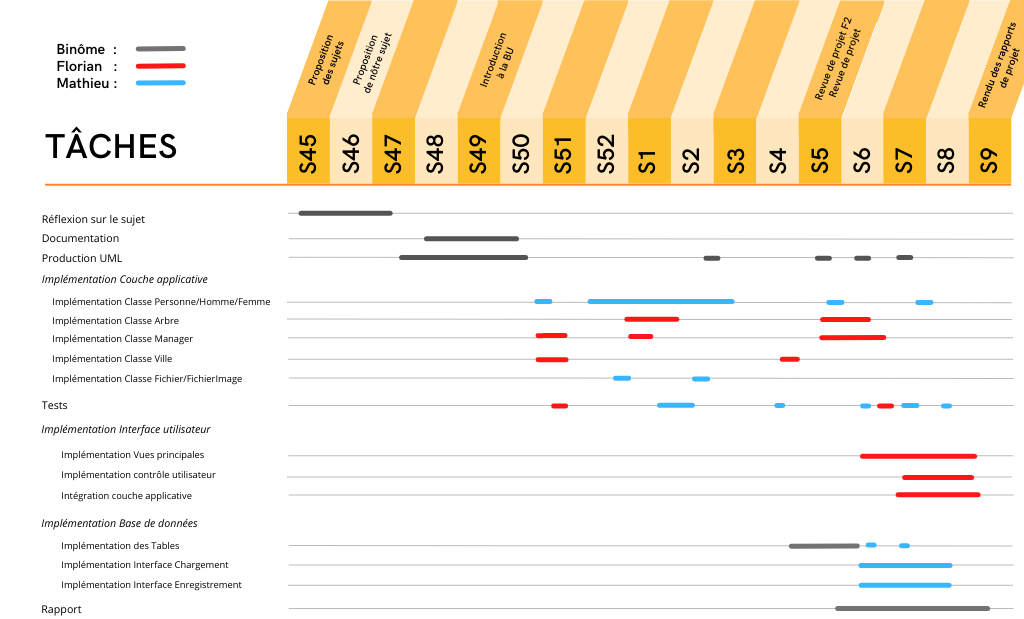 Proposition
des sujets
Proposition
de nôtre sujet
Introduction
à la BU
Revue de projet F2
Revue de projet
Rendu des rapports
de projet
Binôme :
Florian :
Mathieu :
TÂCHES
S45 S46 S47 S48 S49 S50 S51 S52 S1 S2 S3 S4 S5 S6 S7 S8 S9
Réflexion sur le sujet
Documentation
Production UML
Implémentation Couche applicative
Implémentation Classe Personne/Homme/Femme
Implémentation Classe Arbre
Implémentation Classe Manager
Implémentation Classe Ville
Implémentation Classe Fichier/FichierImage
Tests
Implémentation Interface utilisateur
Implémentation Vues principales
Implémentation contrôle utilisateur
Intégration couche applicative
Implémentation Base de données
Implémentation des Tables
Implémentation Interface Chargement
Implémentation Interface Enregistrement
Rapport